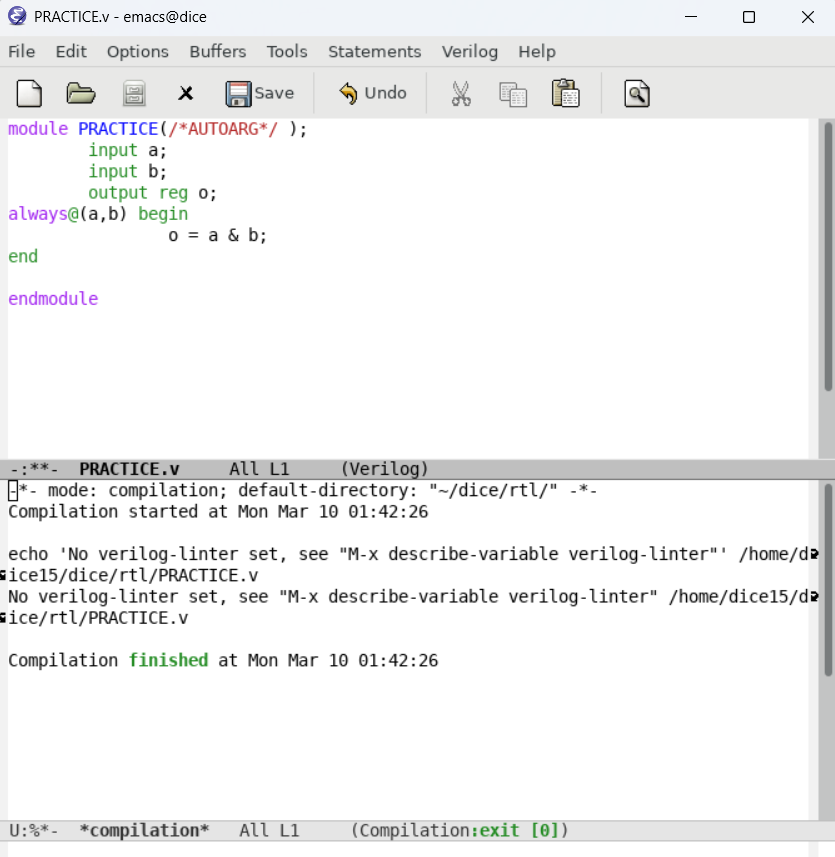 PRACTICE.v - emacs@dice
File Edit Options Buffers Tools Statements Verilog Help
Save Undo
module PRACTICE(/*AUTOARG*/ );
        input a;
        input b;
        output reg o;
always@(a,b) begin
                o = a & b;
end
endmodule
-:**-  PRACTICE.v     All L1     (Verilog)
-*- mode: compilation; default-directory: "~/dice/rtl/" -*-
Compilation started at Mon Mar 10 01:42:26
echo 'No verilog-linter set, see "M-x describe-variable verilog-linter"' /home/d
ice15/dice/rtl/PRACTICE.v
No verilog-linter set, see "M-x describe-variable verilog-linter" /home/dice15/d
ice/rtl/PRACTICE.v
Compilation finished at Mon Mar 10 01:42:26
U:%*-  *compilation*   All L1     (Compilation:exit [0])